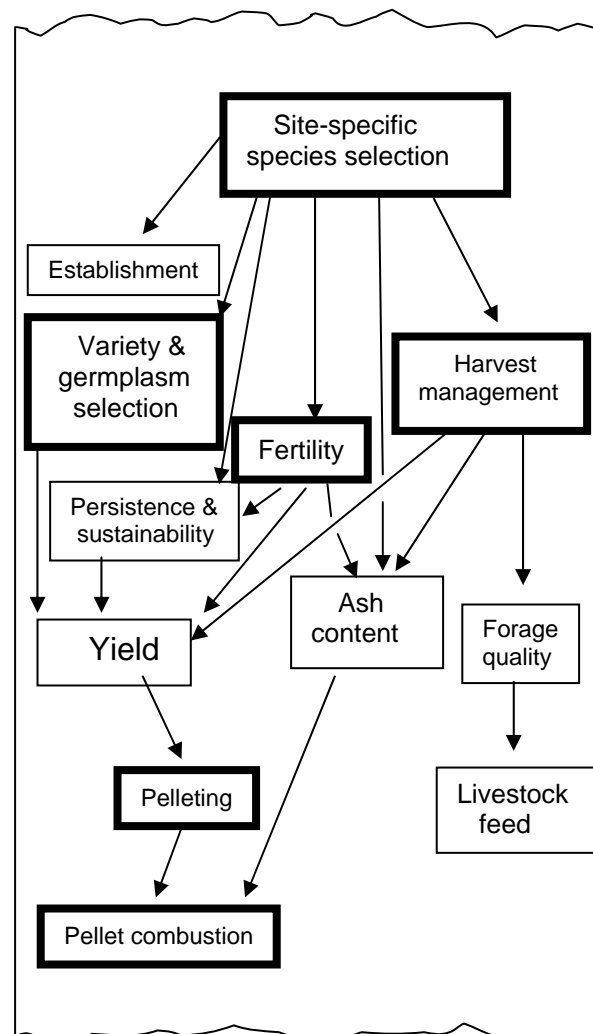 Site-specific
species selection
Establishment
Variety &
germplasm
selection
Harvest
management
Fertility
Persistence &
sustainability
Ash
content
Yield
Forage
quality
Pelleting
Livestock
feed
Pellet combustion